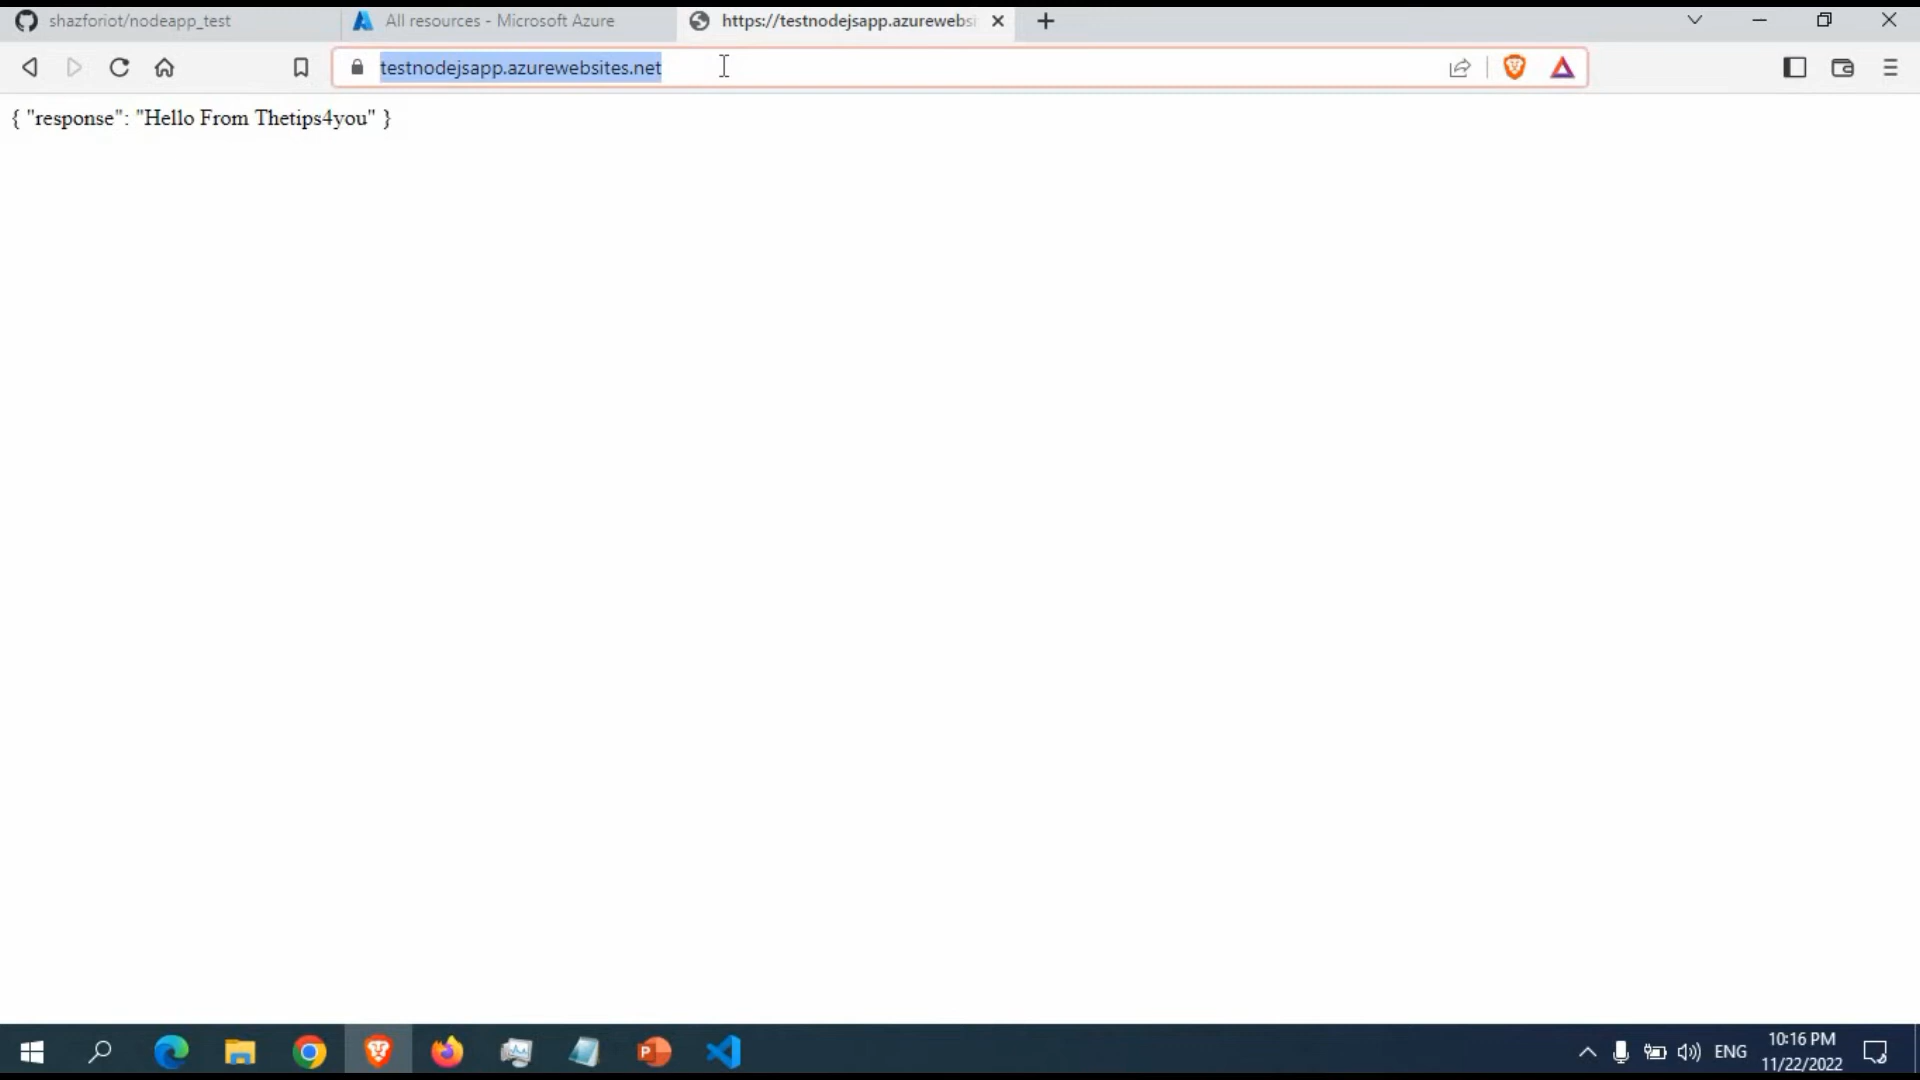 shazforiot/nodeapp_test
All resources - Microsoft Azure
https://testnodejsapp.azurewebsi
testnodejsapp.azurewebsites.net
{ "response": "Hello From Thetips4you" }
ENG
10:16 PM
11/22/2022